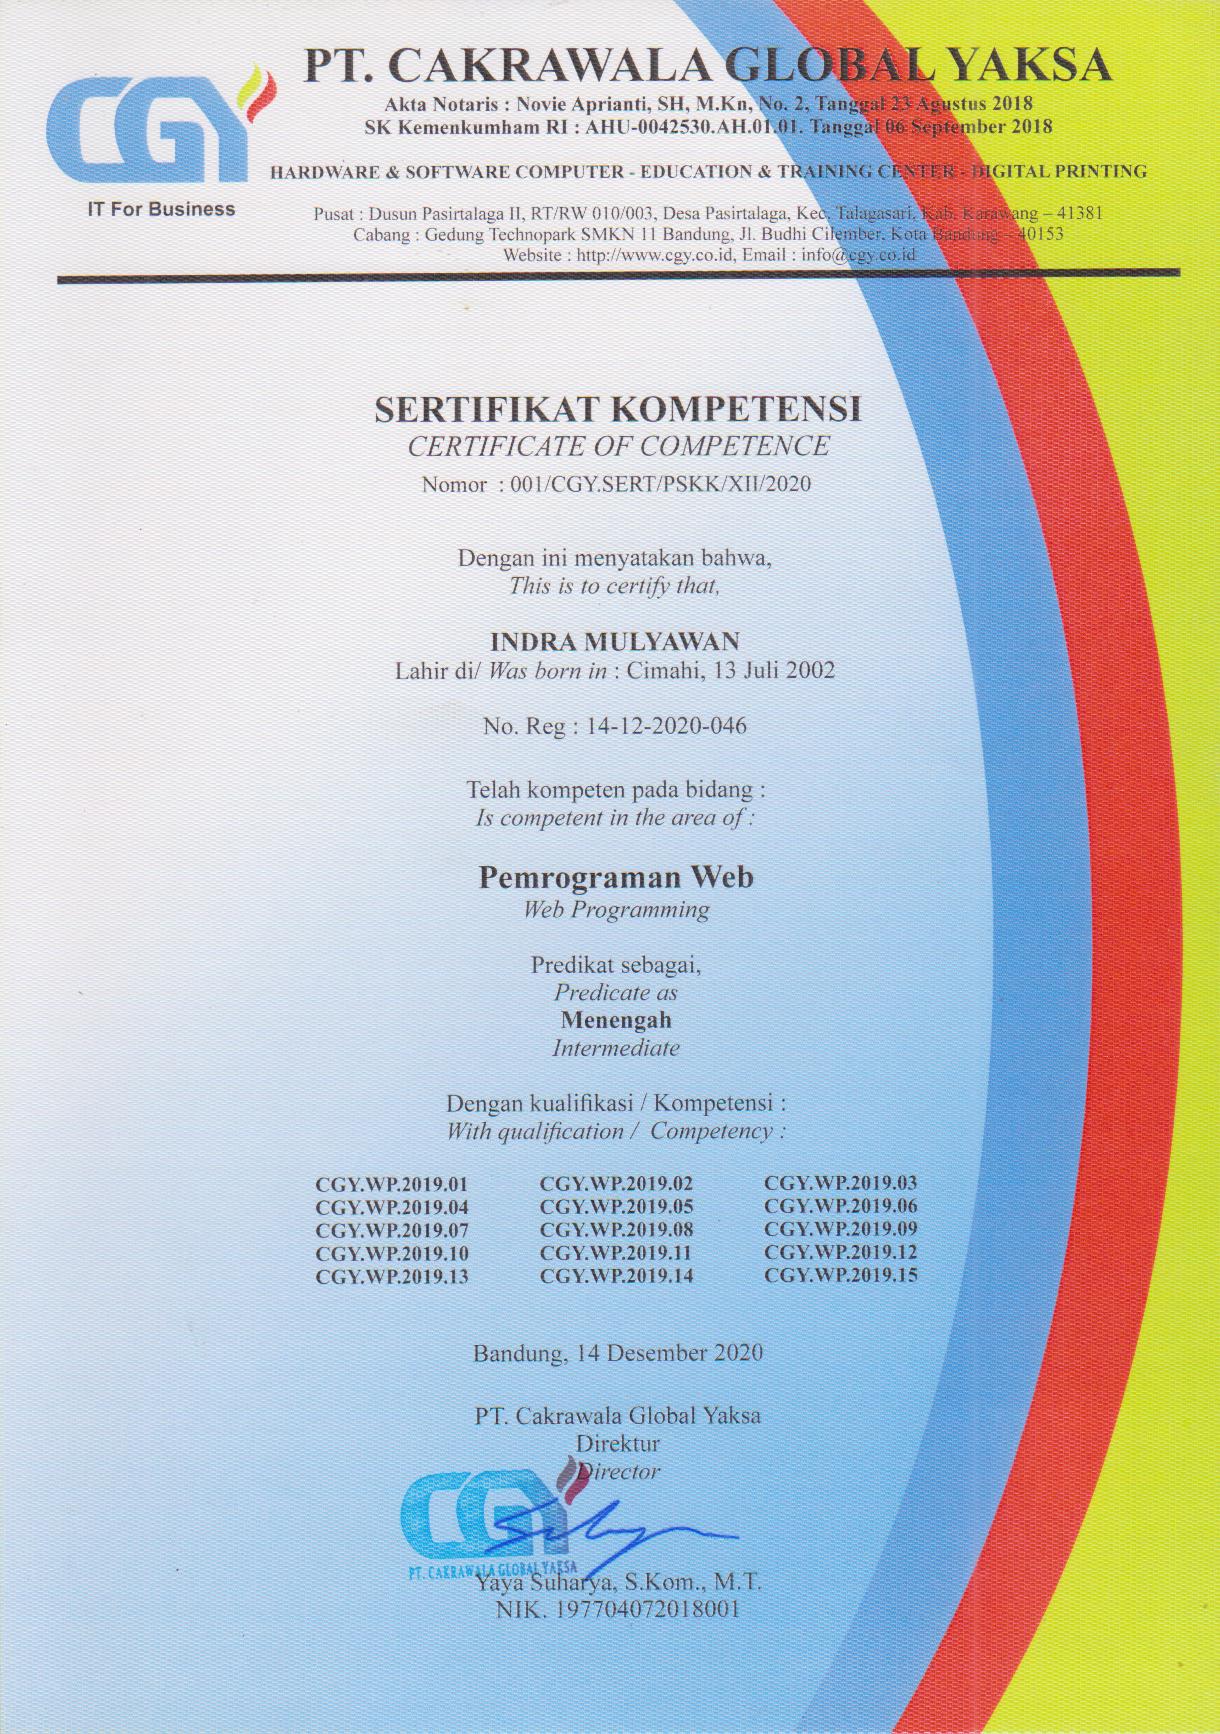 PT. CAKRAWALA GLOBAL YAKSA
Akta Notaris : Novie Aprianti, SH, M.Kn, No. 2, Tanggal 23 Agustus 2018
SK Kemenkumham RI : AHU-0042530.AH.01.01. Tanggal 06 September 2018
HARDWARE & SOFTWARE COMPUTER - EDUCATION & TRAINING CENTER - DIGITAL PRINTING
CGY
IT For Business
Pusat : Dusun Pasirtalaga II, RT/RW 010/003, Desa Pasirtalaga, Kec. Talagasari, Kab. Karawang – 41381
Cabang : Gedung Technopark SMKN 11 Bandung, Jl. Budhi Cilember, Kota Bandung – 40153
Website : http://www.cgy.co.id, Email : info@cgy.co.id
SERTIFIKAT KOMPETENSI
CERTIFICATE OF COMPETENCE
Nomor : 001/CGY.SERT/PSKK/XII/2020
Dengan ini menyatakan bahwa,
This is to certify that,
INDRA MULYAWAN
Lahir di/ Was born in : Cimahi, 13 Juli 2002
No. Reg : 14-12-2020-046
Telah kompeten pada bidang :
Is competent in the area of :
Pemrograman Web
Web Programming
Predikat sebagai,
Predicate as
Menengah
Intermediate
Dengan kualifikasi / Kompetensi :
With qualification / Competency :
CGY.WP.2019.01 CGY.WP.2019.02 CGY.WP.2019.03
CGY.WP.2019.04 CGY.WP.2019.05 CGY.WP.2019.06
CGY.WP.2019.07 CGY.WP.2019.08 CGY.WP.2019.09
CGY.WP.2019.10 CGY.WP.2019.11 CGY.WP.2019.12
CGY.WP.2019.13 CGY.WP.2019.14 CGY.WP.2019.15
Bandung, 14 Desember 2020
PT. Cakrawala Global Yaksa
Direktur
Director
CGY
PT. CAKRAWALA GLOBAL YAKSA
Yaya Suharya, S.Kom., M.T.
NIK. 197704072018001